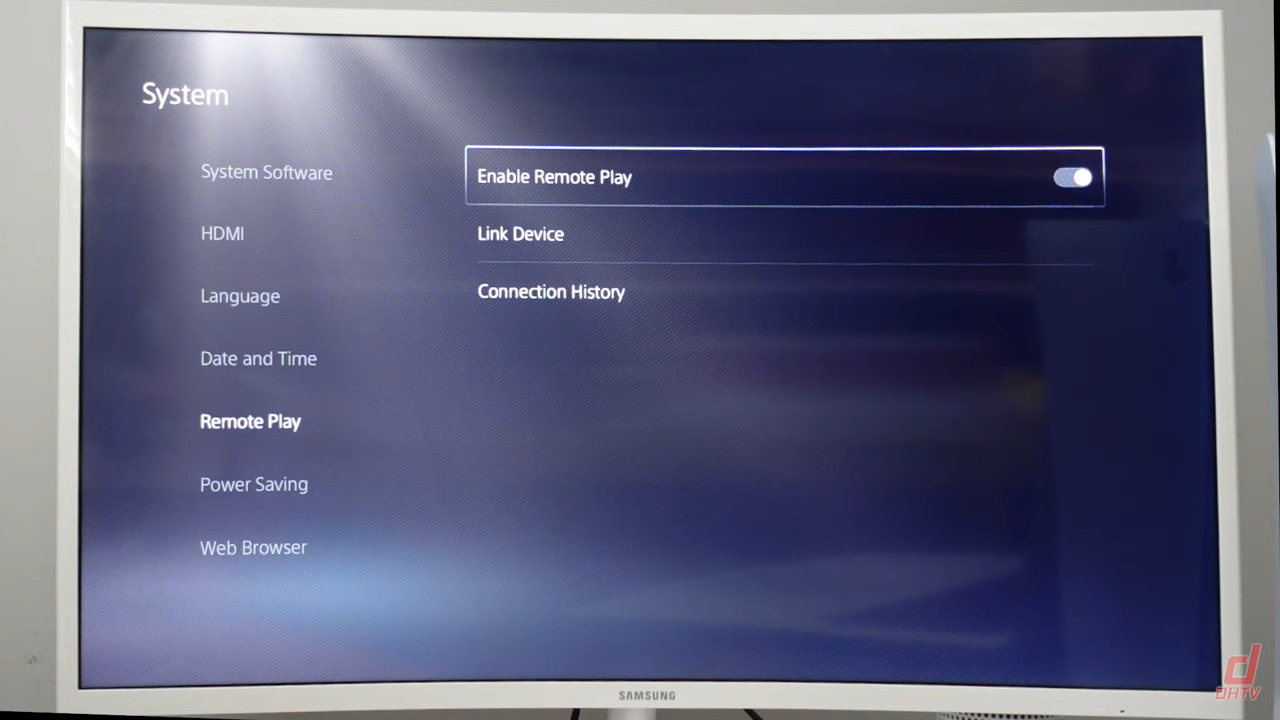 System
System Software
HDMI
Language
Date and Time
Remote Play
Power Saving
Web Browser
Enable Remote Play
Link Device
Connection History
SAMSUNG
d
DHTV